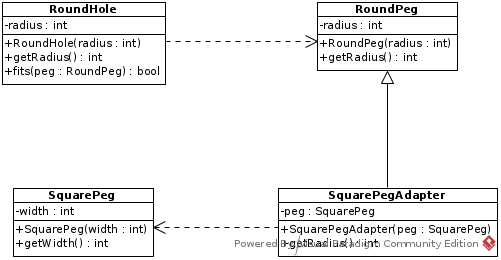 RoundHole
-radius : int
+RoundHole(radius : int)
+getRadius() : int
+fits(peg : RoundPeg) : bool
RoundPeg
-radius : int
+RoundPeg(radius : int)
+getRadius() : int
SquarePeg
-width : int
+SquarePeg(width : int)
+getWidth() : int
SquarePegAdapter
-peg : SquarePeg
+SquarePegAdapter(peg : SquarePeg)
+getRadius() : int
Powered By Visual Paradigm Community Edition